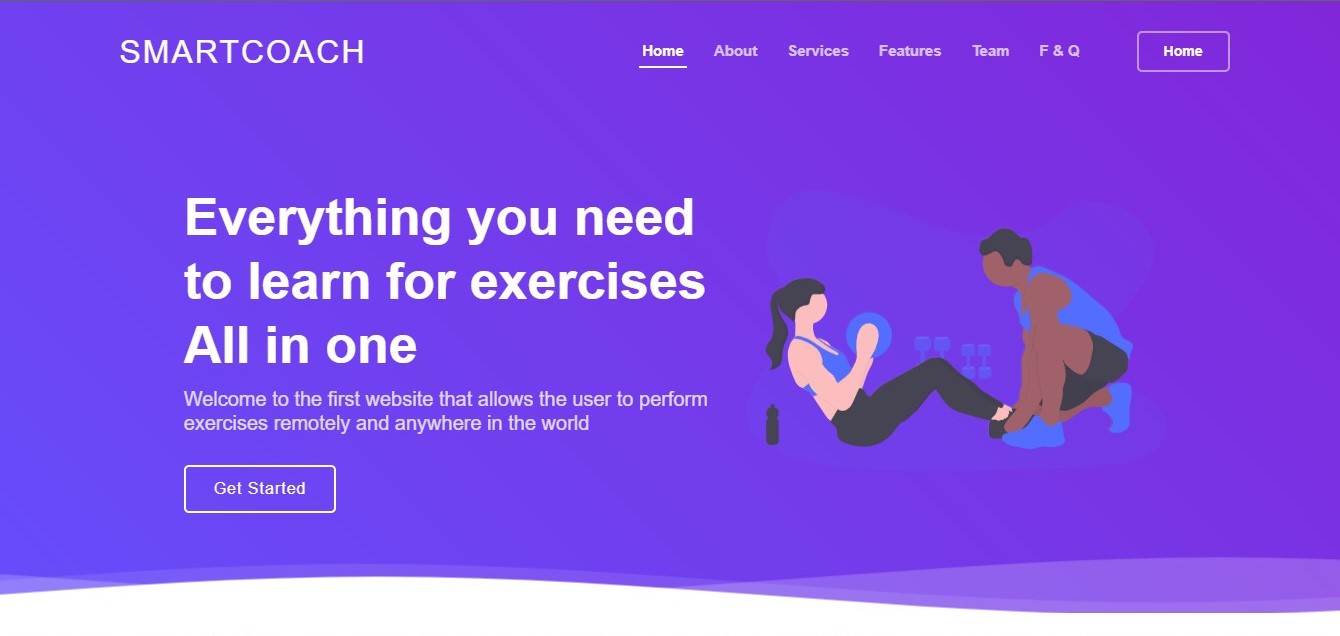 SMARTCOACH
Home About Services Features Team F & Q Home
Everything you need
to learn for exercises
All in one
Welcome to the first website that allows the user to perform
exercises remotely and anywhere in the world
Get Started